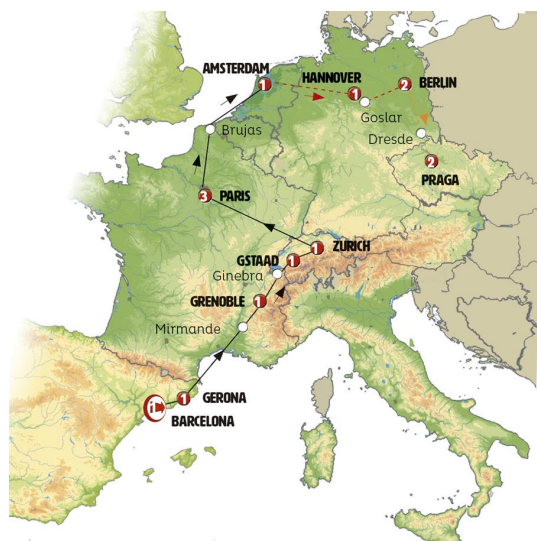 AMSTERDAM
1
HANNOVER
1
2
BERLIN
Goslar
Brujas
Dresde
2
PRAGA
3
PARIS
ZURICH
1
GSTAAD
1
Ginebra
GRENOBLE
1
Mirmande
1
GERONA
i
BARCELONA